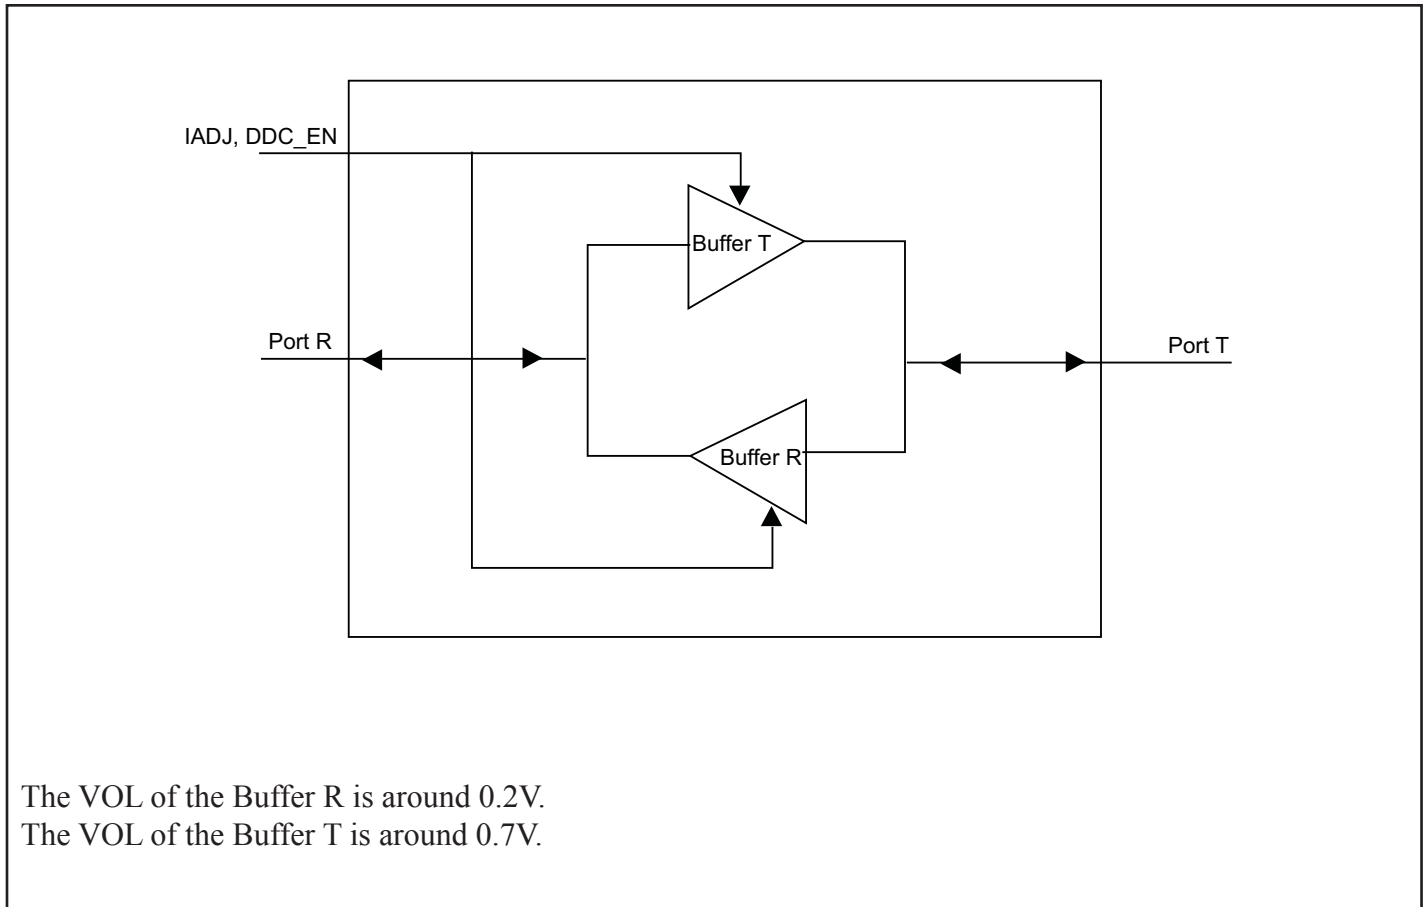 IADJ, DDC_EN
Buffer T
Port R
Port T
Buffer R
The VOL of the Buffer R is around 0.2V.
The VOL of the Buffer T is around 0.7V.